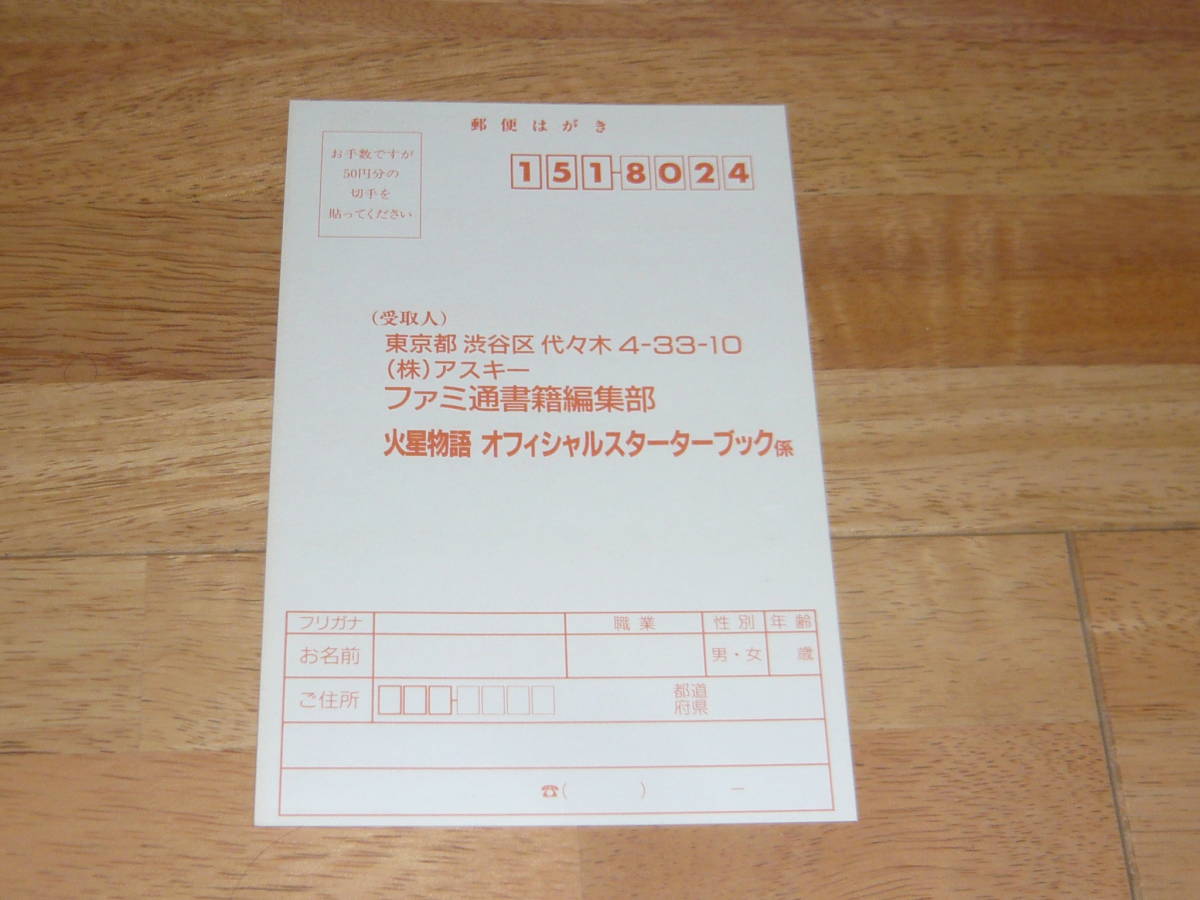 郵便はがき
お手数ですが
50円分の
切手を
貼ってください
151-8024
(受取人)
東京都 渋谷区 代々木 4-33-10
(株)アスキー
ファミ通書籍編集部
火星物語 オフィシャルスターターブック係
フリガナ 職業 性別 年齢
お名前 男・女 歳
ご住所 都道
府県
☎( ) −